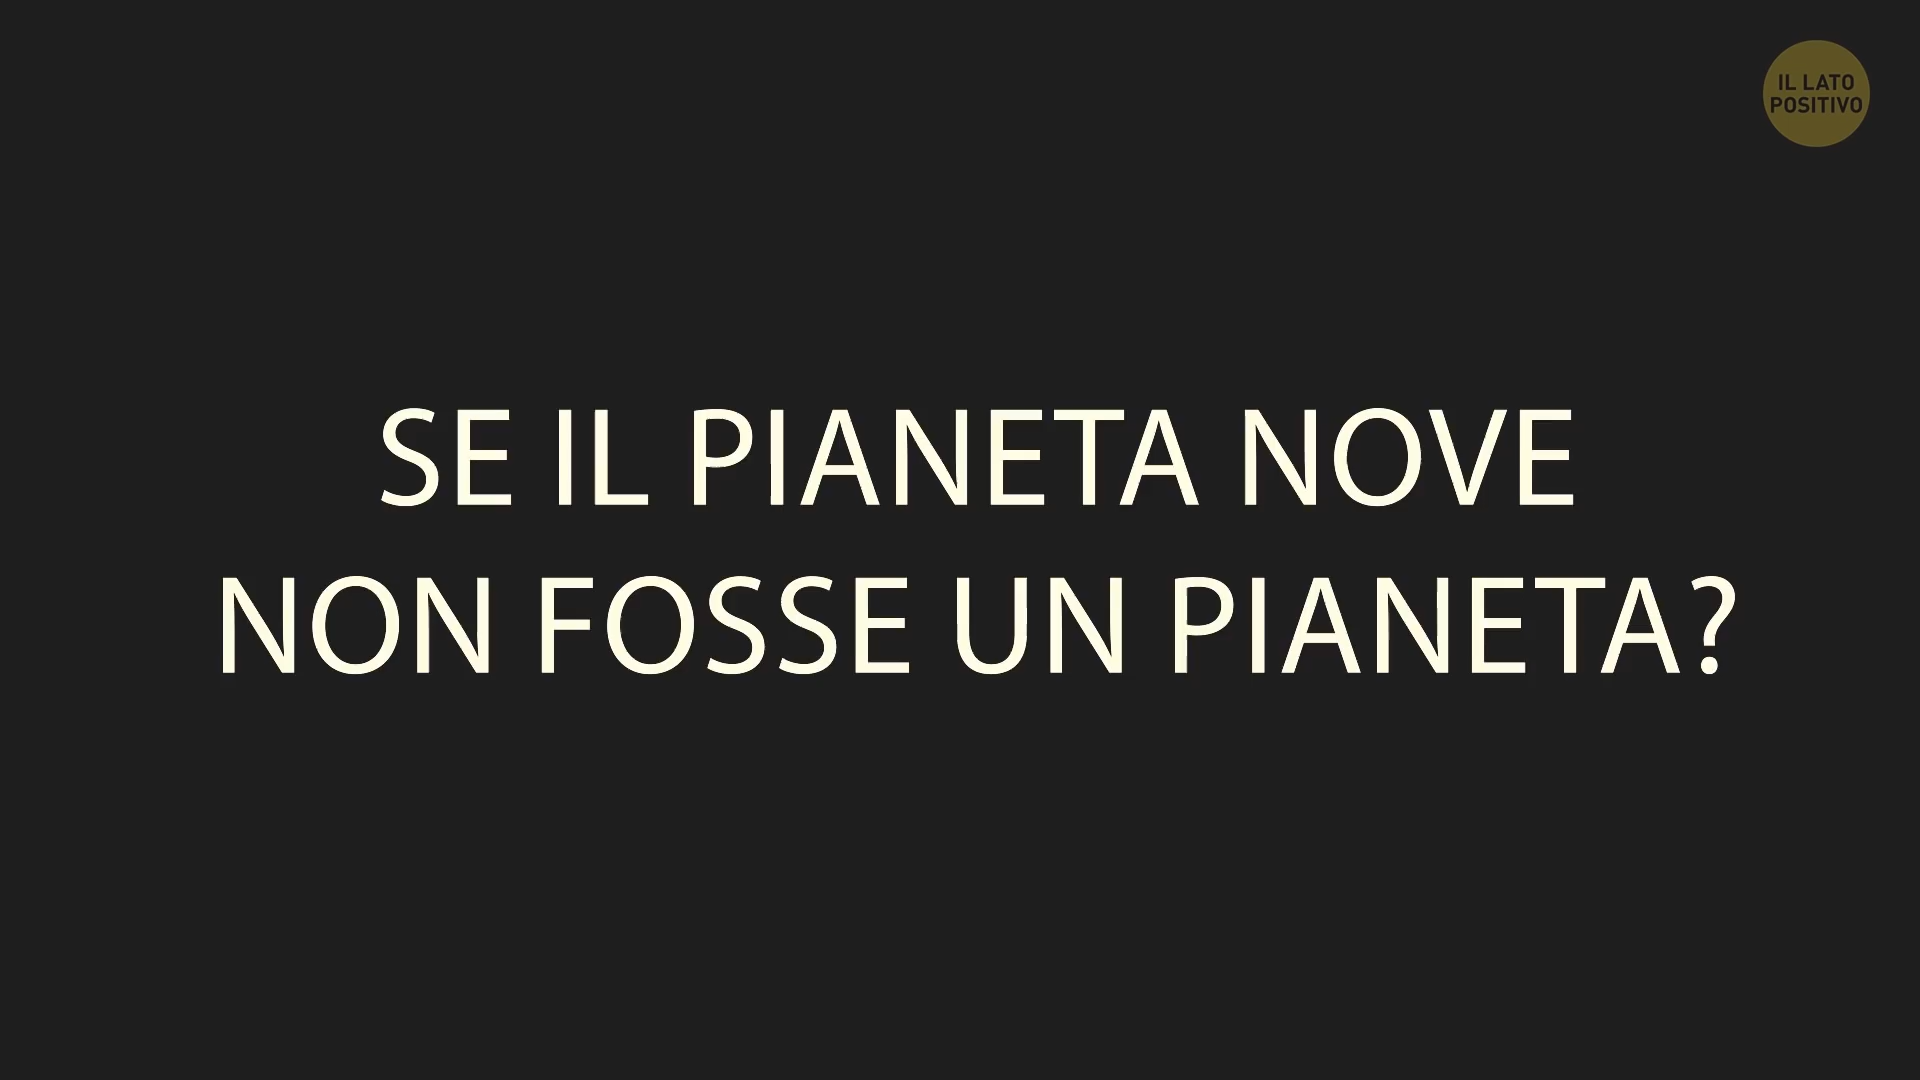 IL LATO
POSITIVO
SE IL PIANETA NOVE
NON FOSSE UN PIANETA?